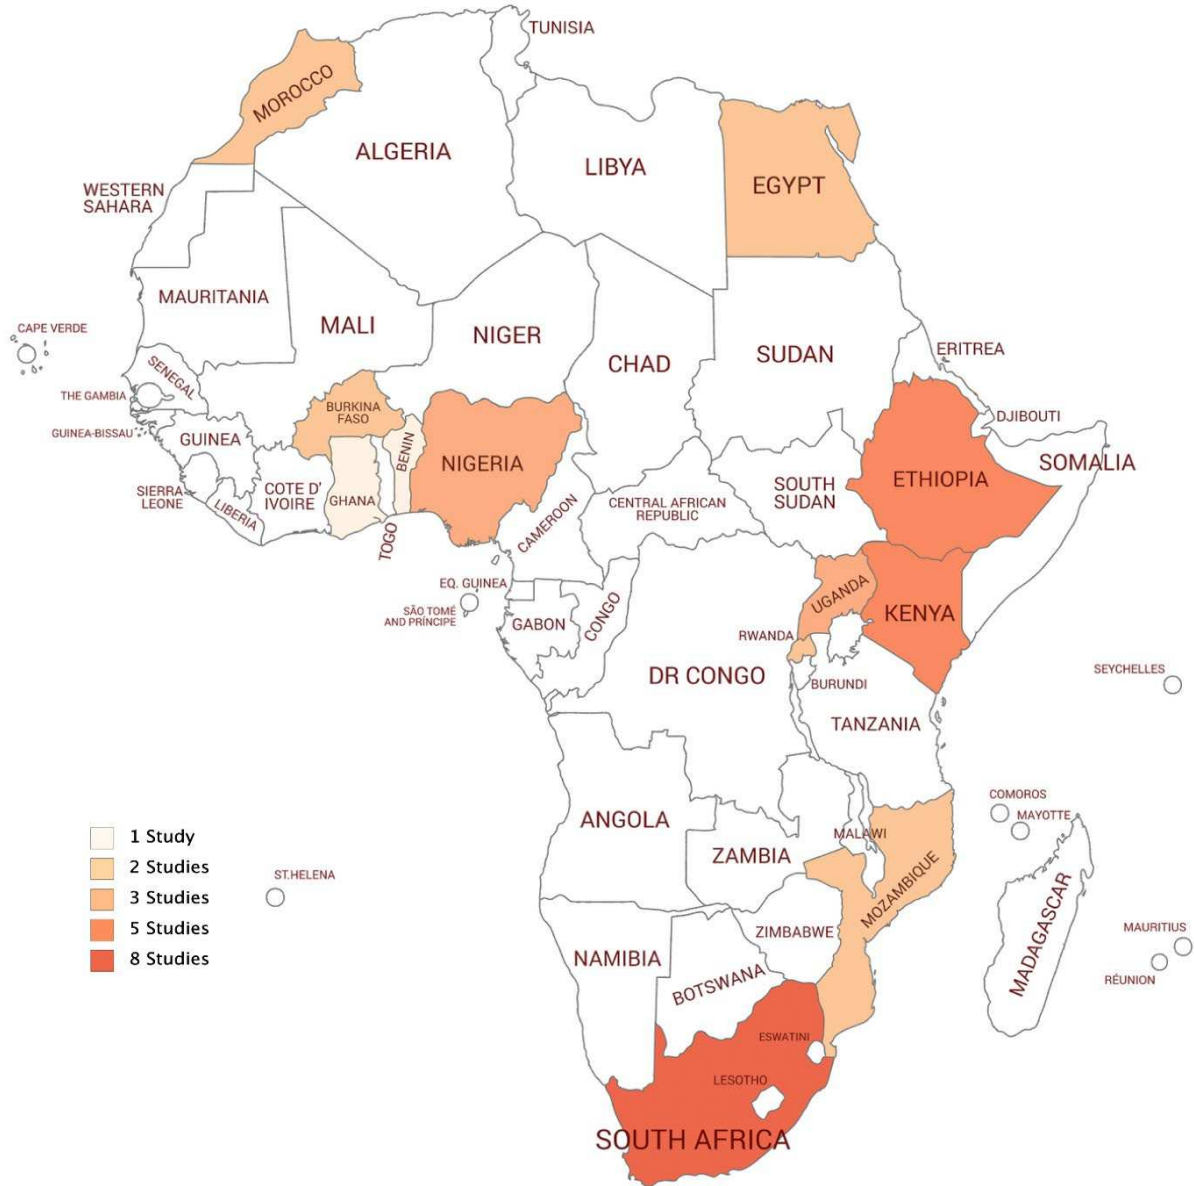 TUNISIA
MOROCCO
ALGERIA
LIBYA
EGYPT
WESTERN
SAHARA
MAURITANIA
MALI
NIGER
CHAD
SUDAN
ERITREA
CAPE VERDE
SENEGAL
THE GAMBIA
GUINEA-BISSAU
GUINEA
SIERRA
LEONE
LIBERIA
COTE D'
IVOIRE
BURKINA
FASO
GHANA
TOGO
BENIN
NIGERIA
CAMEROON
CENTRAL AFRICAN
REPUBLIC
SOUTH
SUDAN
DJIBOUTI
ETHIOPIA
SOMALIA
EQ. GUINEA
SÃO TOMÉ
AND PRÍNCIPE
GABON
CONGO
DR CONGO
UGANDA
KENYA
RWANDA
BURUNDI
TANZANIA
SEYCHELLES
COMOROS
MAYOTTE
ANGOLA
ZAMBIA
MALAWI
MOZAMBIQUE
MADAGASCAR
MAURITIUS
RÉUNION
ST.HELENA
ZIMBABWE
NAMIBIA
BOTSWANA
ESWATINI
LESOTHO
SOUTH AFRICA
1 Study
2 Studies
3 Studies
5 Studies
8 Studies